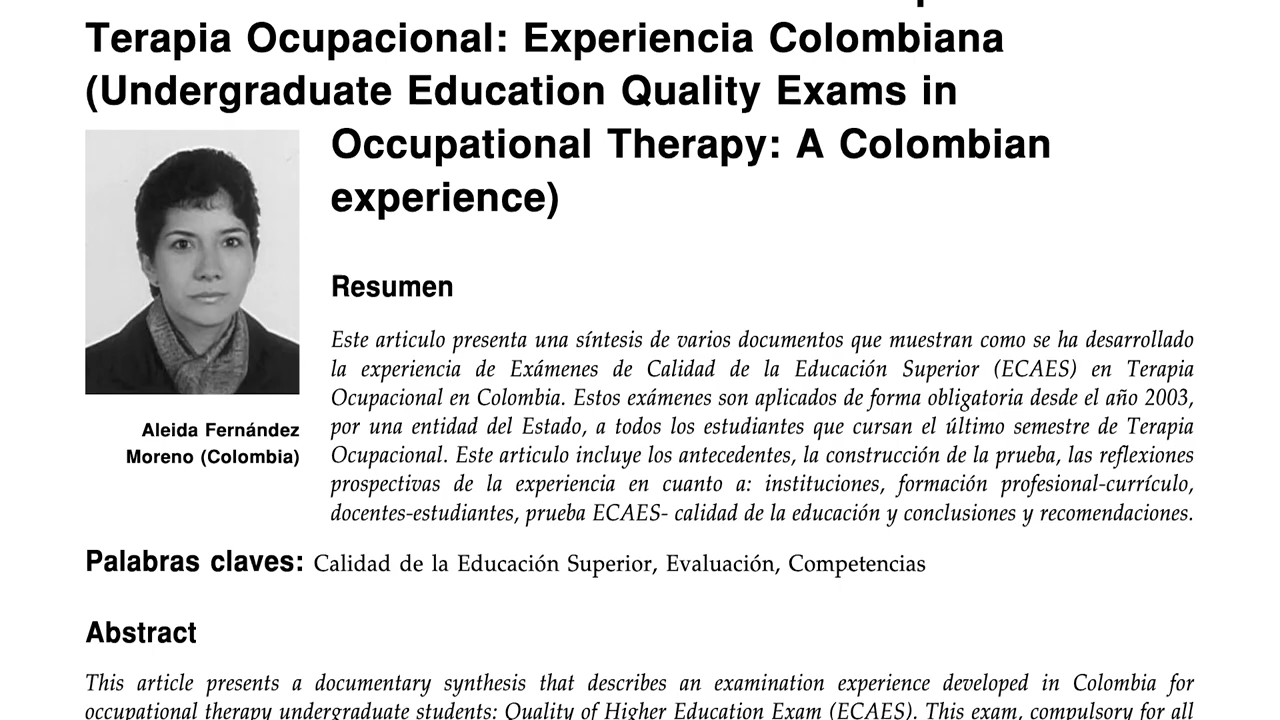 Terapia Ocupacional: Experiencia Colombiana
(Undergraduate Education Quality Exams in
Occupational Therapy: A Colombian
experience)
Resumen
Este articulo presenta una síntesis de varios documentos que muestran como se ha desarrollado
la experiencia de Exámenes de Calidad de la Educación Superior (ECAES) en Terapia
Ocupacional en Colombia. Estos exámenes son aplicados de forma obligatoria desde el año 2003,
por una entidad del Estado, a todos los estudiantes que cursan el último semestre de Terapia
Ocupacional. Este articulo incluye los antecedentes, la construcción de la prueba, las reflexiones
prospectivas de la experiencia en cuanto a: instituciones, formación profesional-currículo,
docentes-estudiantes, prueba ECAES- calidad de la educación y conclusiones y recomendaciones.
Aleida Fernández
Moreno (Colombia)
Palabras claves: Calidad de la Educación Superior, Evaluación, Competencias
Abstract
This article presents a documentary synthesis that describes an examination experience developed in Colombia for
occupational therapy undergraduate students: Quality of Higher Education Exam (ECAES). This exam, compulsory for all